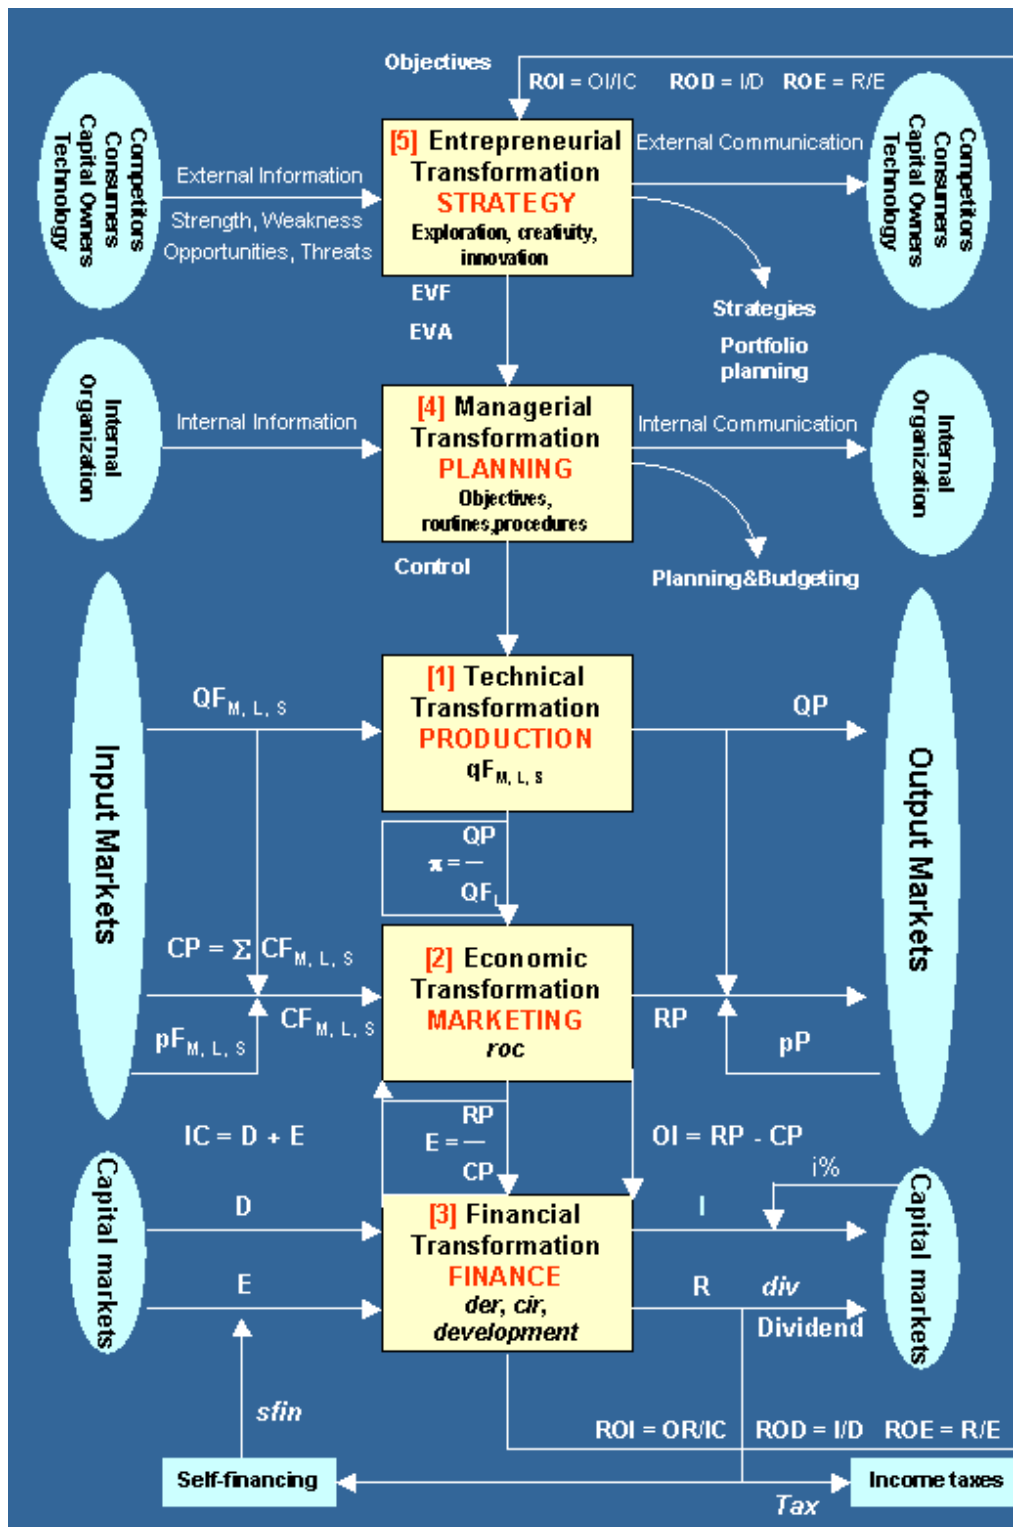 Objectives
ROI = OI/IC ROD = I/D ROE = R/E
Competitors
Consumers
Capital Owners
Technology
External Information
Strength, Weakness
Opportunities, Threats
[5] Entrepreneurial
Transformation
STRATEGY
Exploration, creativity,
innovation
External Communication
Competitors
Consumers
Capital Owners
Technology
EVF
EVA
Strategies
Portfolio
planning
Internal
Organization
Internal Information
[4] Managerial
Transformation
PLANNING
Objectives,
routines,procedures
Internal Communication
Internal
Organization
Control
Planning&Budgeting
Input Markets
QF M, L, S
[1] Technical
Transformation
PRODUCTION
qF M, L, S
QP
Output Markets
π = QP
QF L
CP = Σ CF M, L, S
CF M, L, S
pF M, L, S
[2] Economic
Transformation
MARKETING
roc
RP
pP
IC = D + E
E = RP
CP
OI = RP - CP
i%
Capital markets
D
E
[3] Financial
Transformation
FINANCE
der, cir,
development
I
R div
Dividend
Capital markets
sfin
ROI = OR/IC ROD = I/D ROE = R/E
Self-financing
Tax
Income taxes